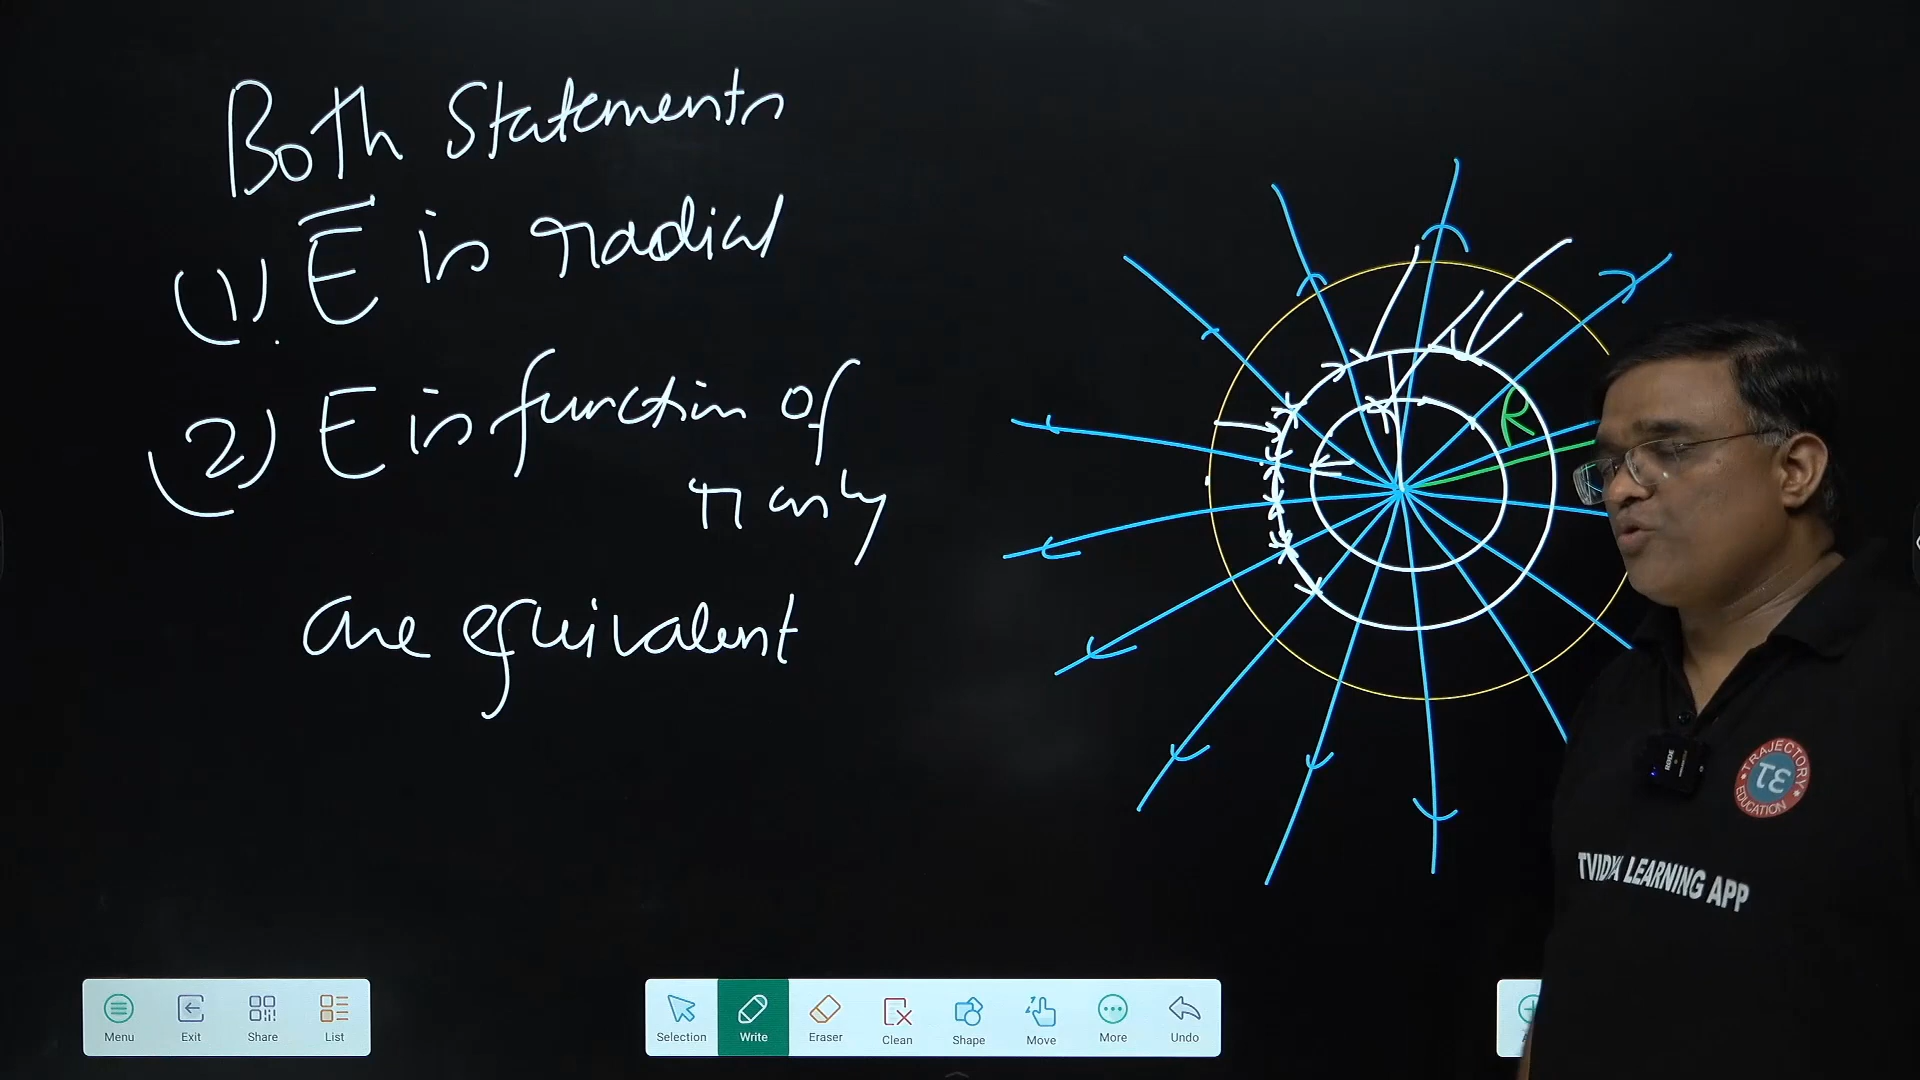 Both Statements
(1) E is radial
(2) E is function of
r only
are equivalent
R
TRAJECTORY
TE
EDUCATION
TVIDYA LEARNING APP
RODE
Menu
Exit
Share
List
Selection
Write
Eraser
Clean
Shape
Move
More
Undo